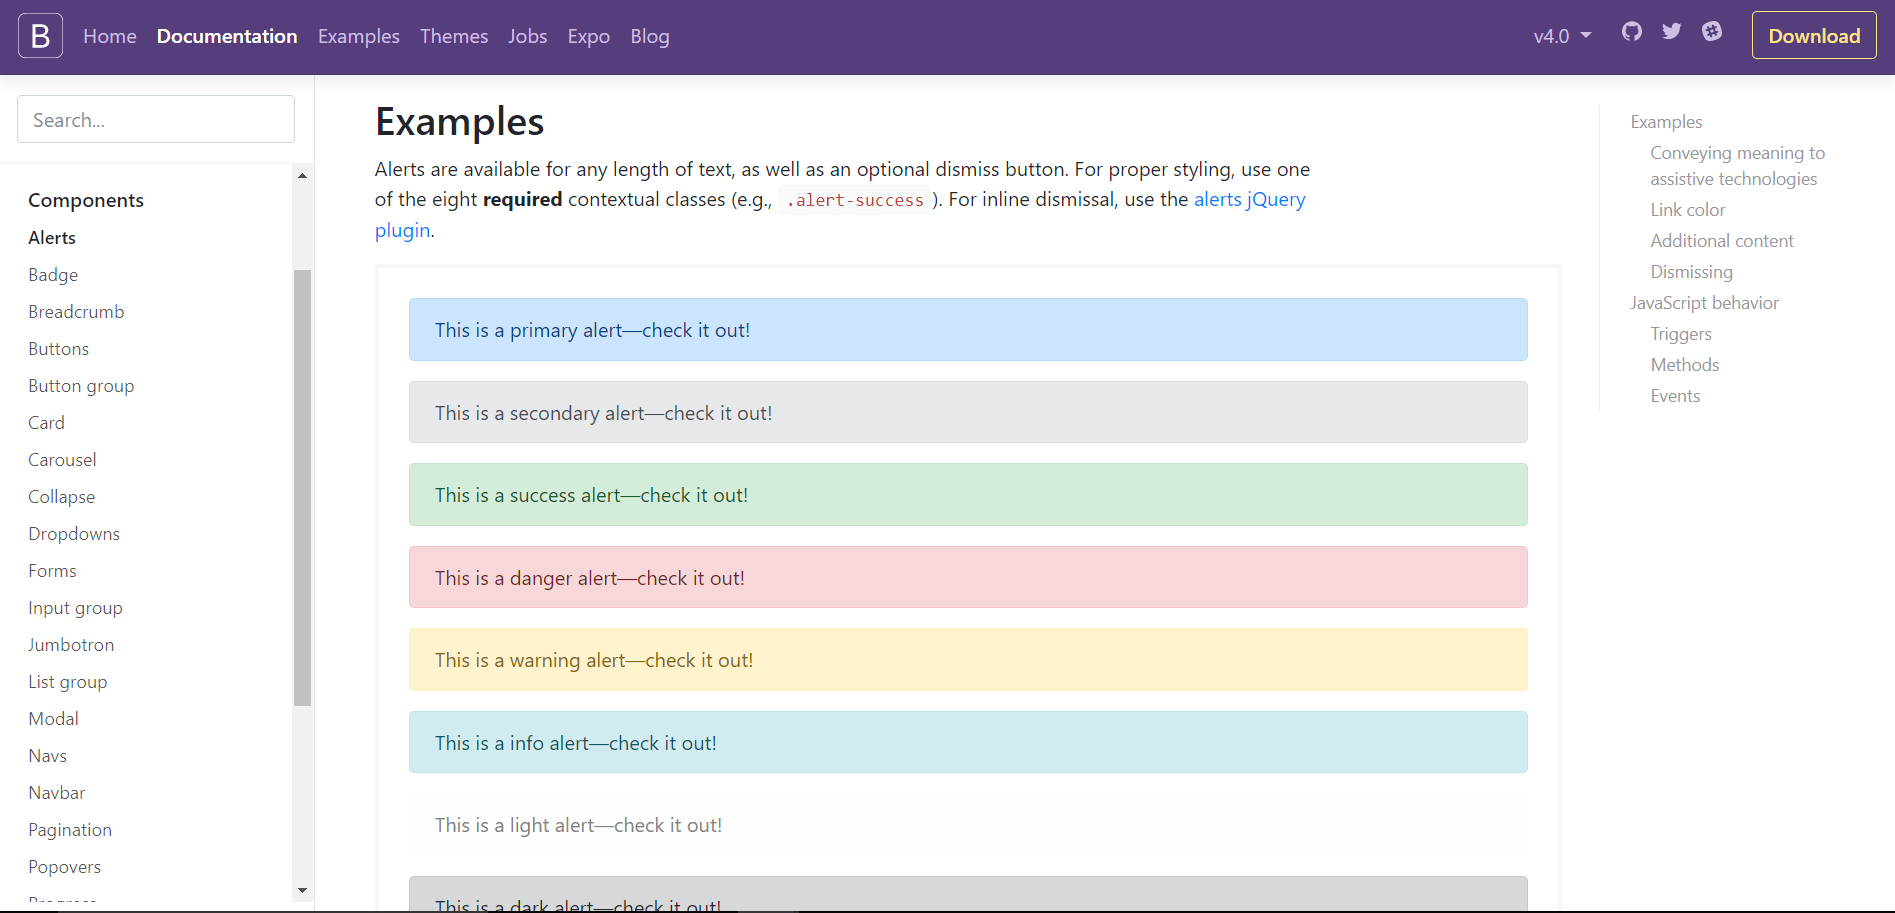 B Home Documentation Examples Themes Jobs Expo Blog v4.0 Download
Search...
Components
Alerts
Badge
Breadcrumb
Buttons
Button group
Card
Carousel
Collapse
Dropdowns
Forms
Input group
Jumbotron
List group
Modal
Navs
Navbar
Pagination
Popovers
Progress
Examples
Alerts are available for any length of text, as well as an optional dismiss button. For proper styling, use one
of the eight required contextual classes (e.g., .alert-success ). For inline dismissal, use the alerts jQuery
plugin.
This is a primary alert—check it out!
This is a secondary alert—check it out!
This is a success alert—check it out!
This is a danger alert—check it out!
This is a warning alert—check it out!
This is a info alert—check it out!
This is a light alert—check it out!
This is a dark alert—check it out!
Examples
Conveying meaning to
assistive technologies
Link color
Additional content
Dismissing
JavaScript behavior
Triggers
Methods
Events